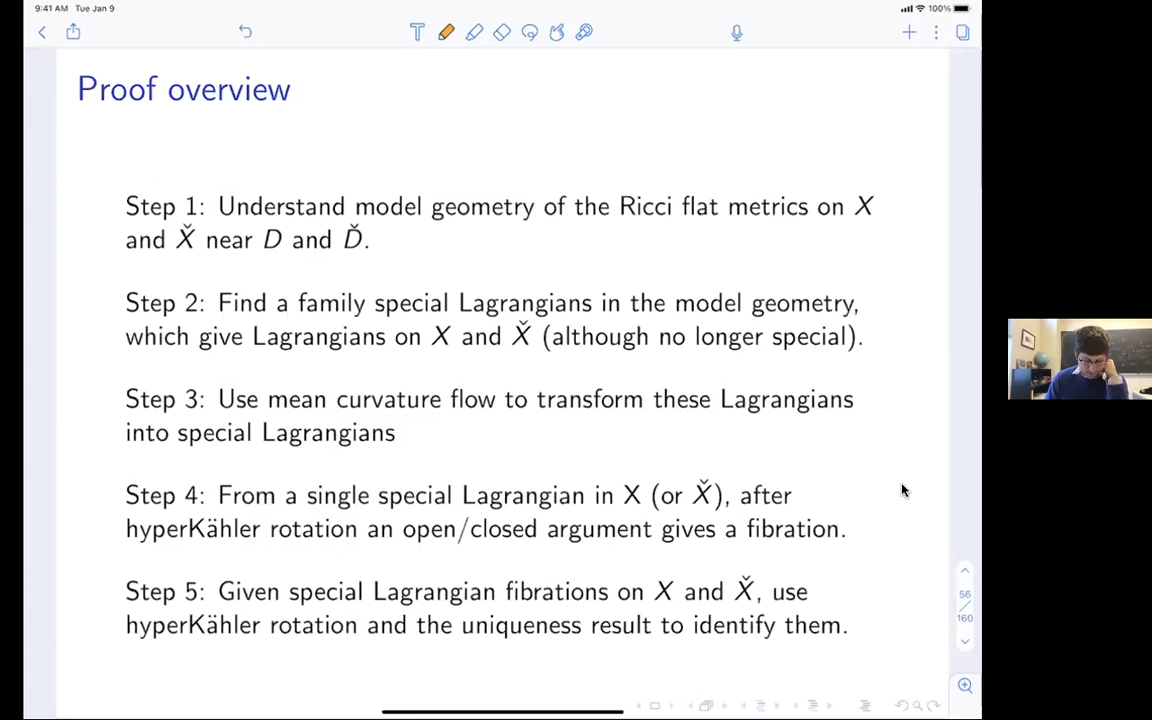 9:41 AM Tue Jan 9
100%
Proof overview
Step 1: Understand model geometry of the Ricci flat metrics on X
and X̌ near D and Ď.
Step 2: Find a family special Lagrangians in the model geometry,
which give Lagrangians on X and X̌ (although no longer special).
Step 3: Use mean curvature flow to transform these Lagrangians
into special Lagrangians
Step 4: From a single special Lagrangian in X (or X̌), after
hyperKähler rotation an open/closed argument gives a fibration.
Step 5: Given special Lagrangian fibrations on X and X̌, use
hyperKähler rotation and the uniqueness result to identify them.
56
/
160